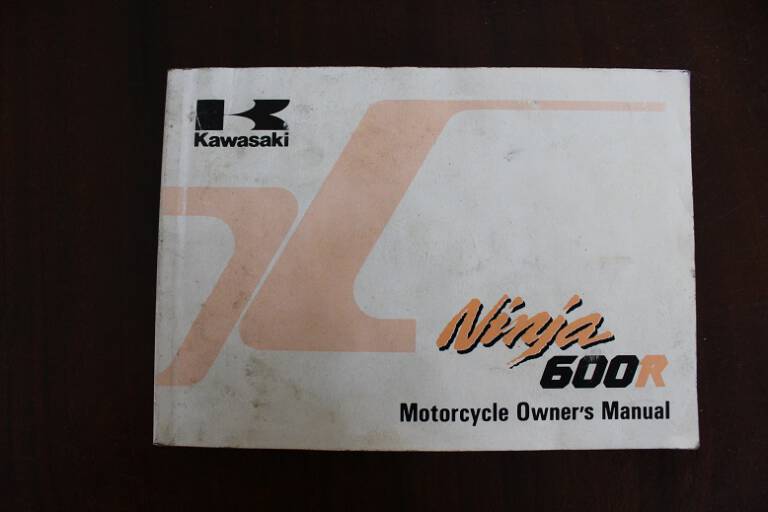 Kawasaki
Ninja
600R
Motorcycle Owner's Manual